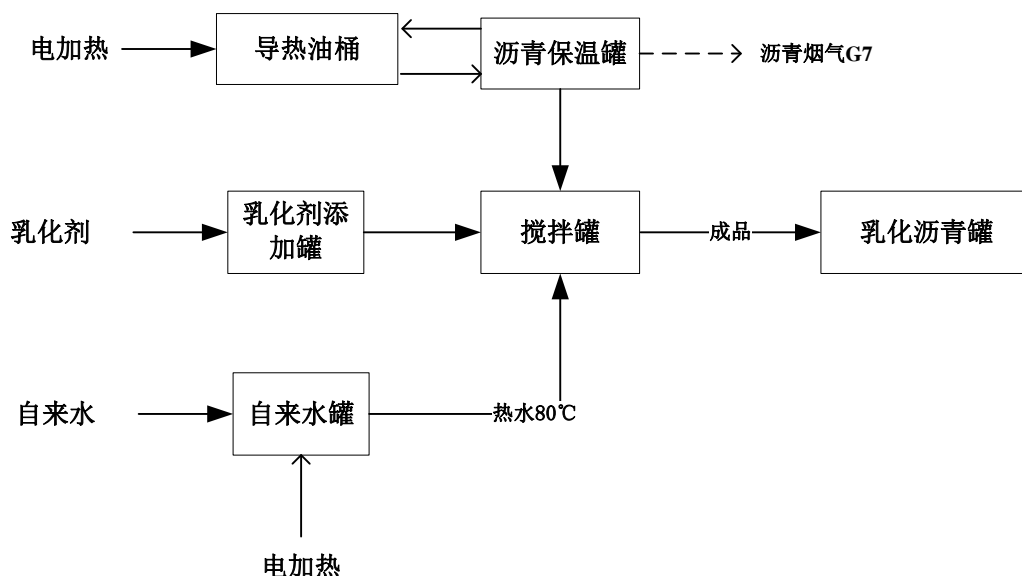 电加热
导热油桶
沥青保温罐
沥青烟气G7
乳化剂
乳化剂添
加罐
搅拌罐
成品
乳化沥青罐
自来水
自来水罐
热水80℃
电加热